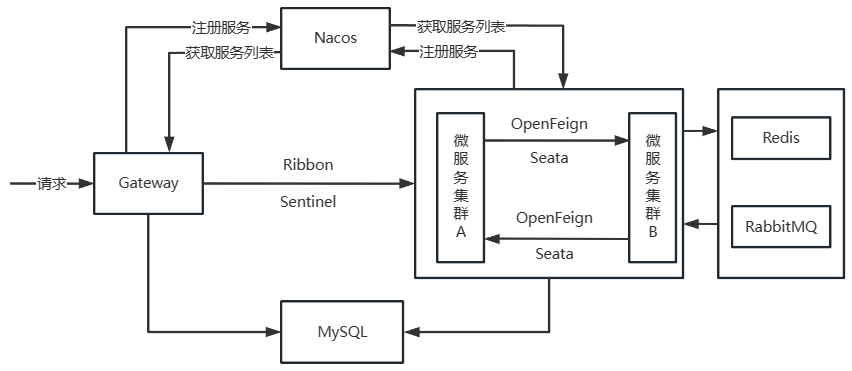 注册服务
Nacos
获取服务列表
获取服务列表
注册服务
请求
Gateway
Ribbon
Sentinel
微服务集群A
OpenFeign
Seata
OpenFeign
Seata
微服务集群B
Redis
RabbitMQ
MySQL